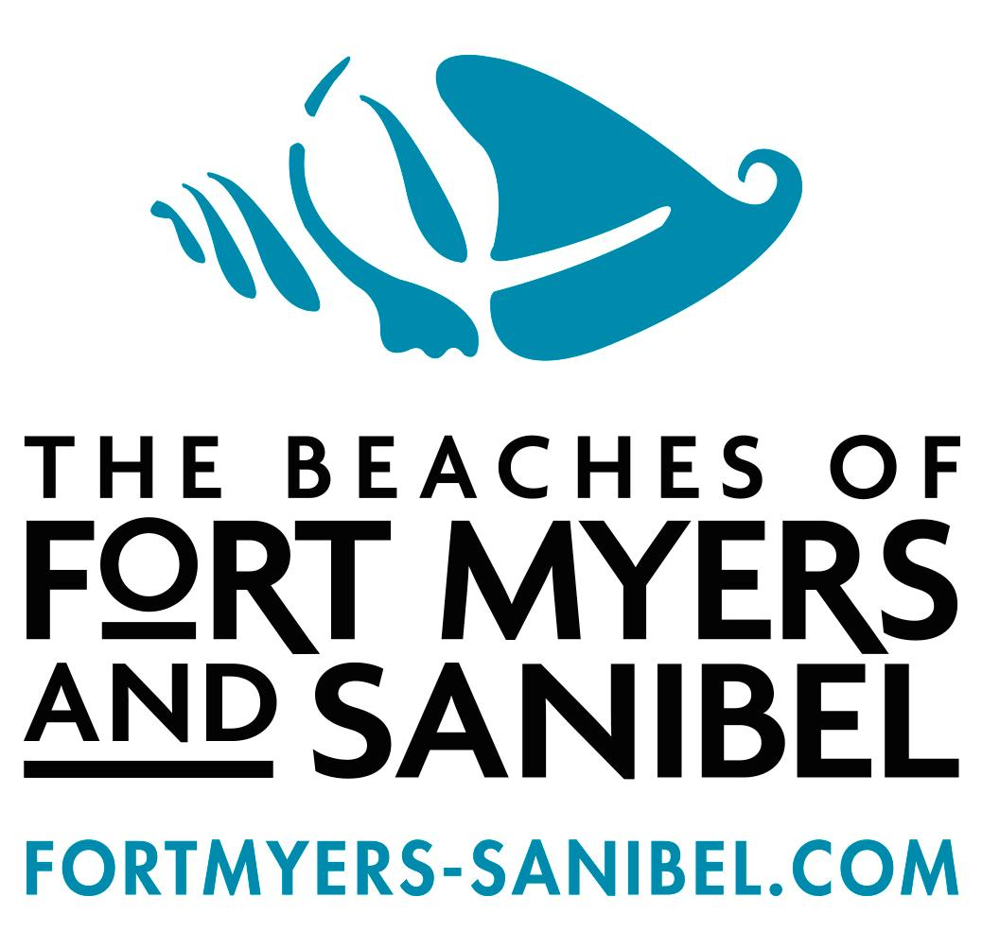 THE BEACHES OF
FORT MYERS
AND SANIBEL
FORTMYERS-SANIBEL.COM